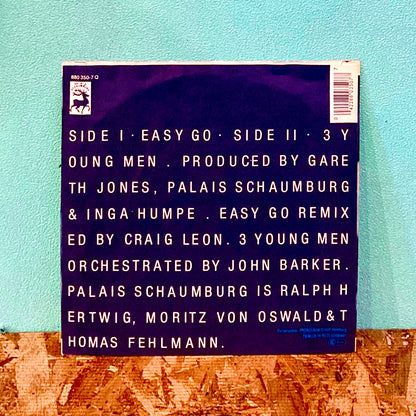 880 350-7 Q
SIDE I · EASY GO · SIDE II · 3 Y
OUNG MEN . PRODUCED BY GARE
TH JONES, PALAIS SCHAUMBURG
& INGA HUMPE . EASY GO REMIX
ED BY CRAIG LEON. 3 YOUNG MEN
ORCHESTRATED BY JOHN BARKER.
PALAIS SCHAUMBURG IS RALPH H
ERTWIG, MORITZ VON OSWALD & T
HOMAS FEHLMANN.